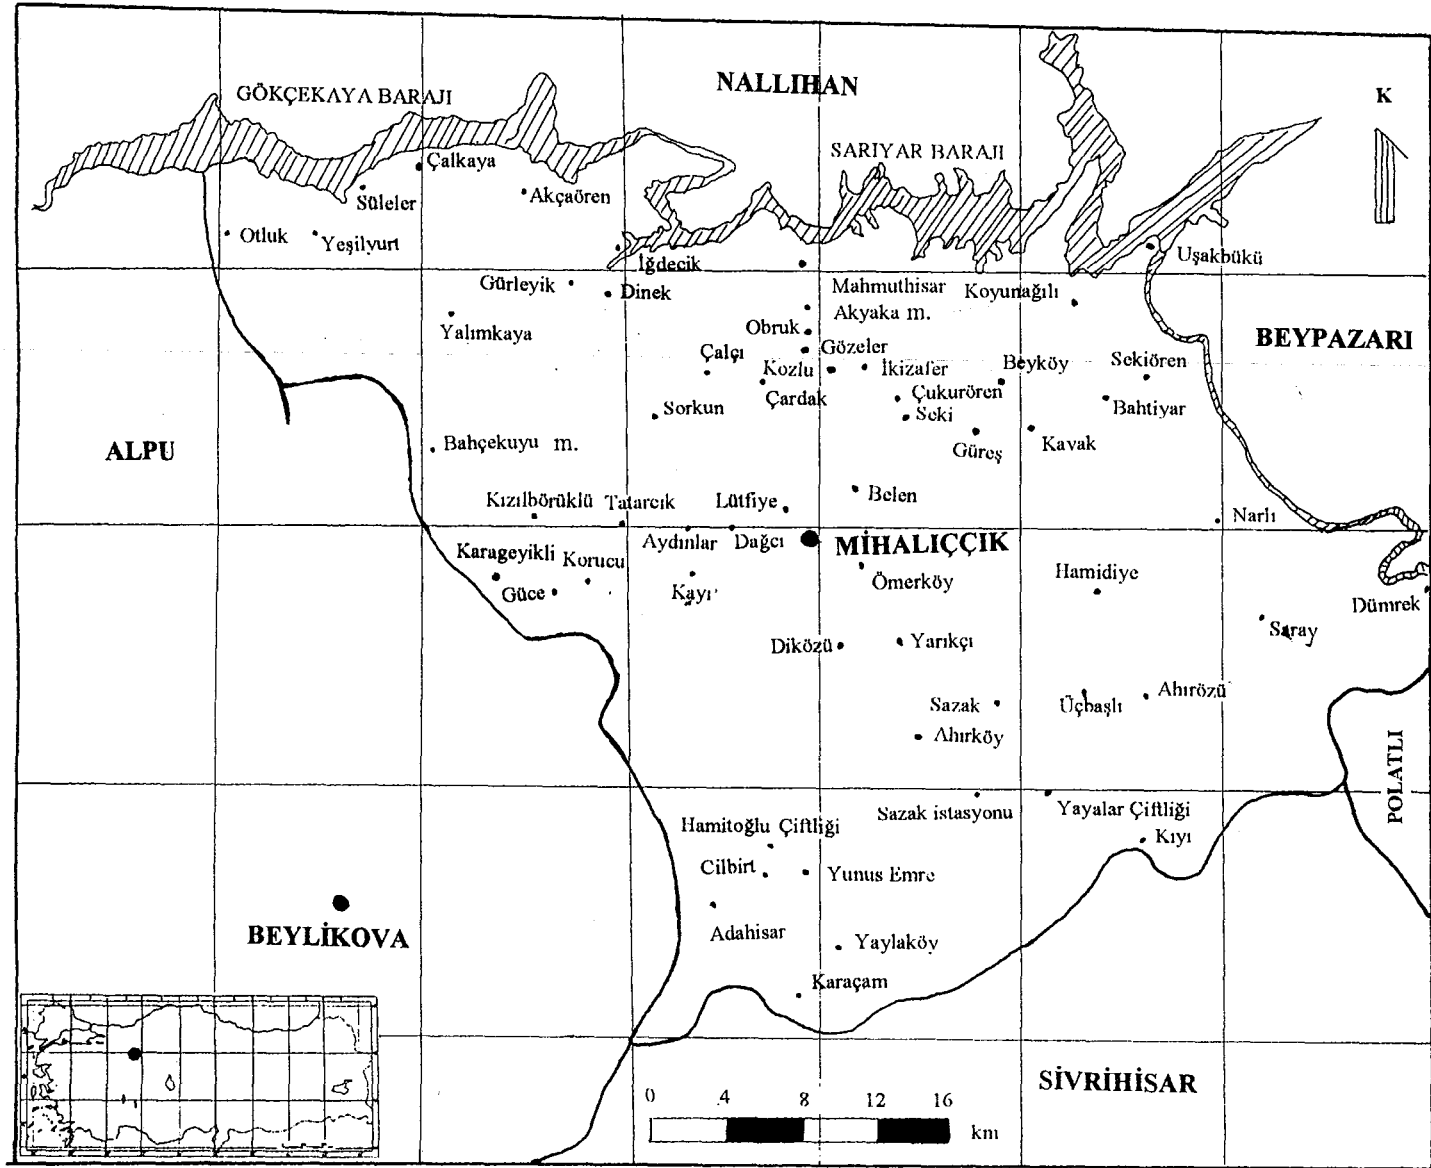 NALLIHAN
GÖKÇEKAYA BARAJI
K
SARIYAR BARAJI
Çalkaya
Süleler
Akçaören
Otluk
Yeşilyurt
Uşakbükü
İğdecik
Gürleyik
Dinek
Mahmuthisar
Koyunağılı
Akyaka m.
Yalımkaya
Obruk
BEYPAZARI
Çalçı
Gözeler
Kozlu
İkizafer
Beyköy
Sekiören
Çardak
Çukurören
Sorkun
Seki
Bahtiyar
ALPU
Bahçekuyu m.
Güreş
Kavak
Kızılbörüklü
Tatarcık
Lütfiye
Belen
Narlı
Aydınlar
Dağcı
MİHALIÇÇIK
Karageyikli
Korucu
Ömerköy
Hamidiye
Güce
Kayı
Dümrek
Saray
Diközü
Yarıkçı
Sazak
Üçbaşlı
Ahırözü
Ahırköy
POLATLI
Sazak istasyonu
Yayalar Çiftliği
Hamitoğlu Çiftliği
Kıyı
Cilbirt
Yunus Emre
BEYLİKOVA
Adahisar
Yaylaköy
Karaçam
SİVRİHİSAR
0 4 8 12 16
km